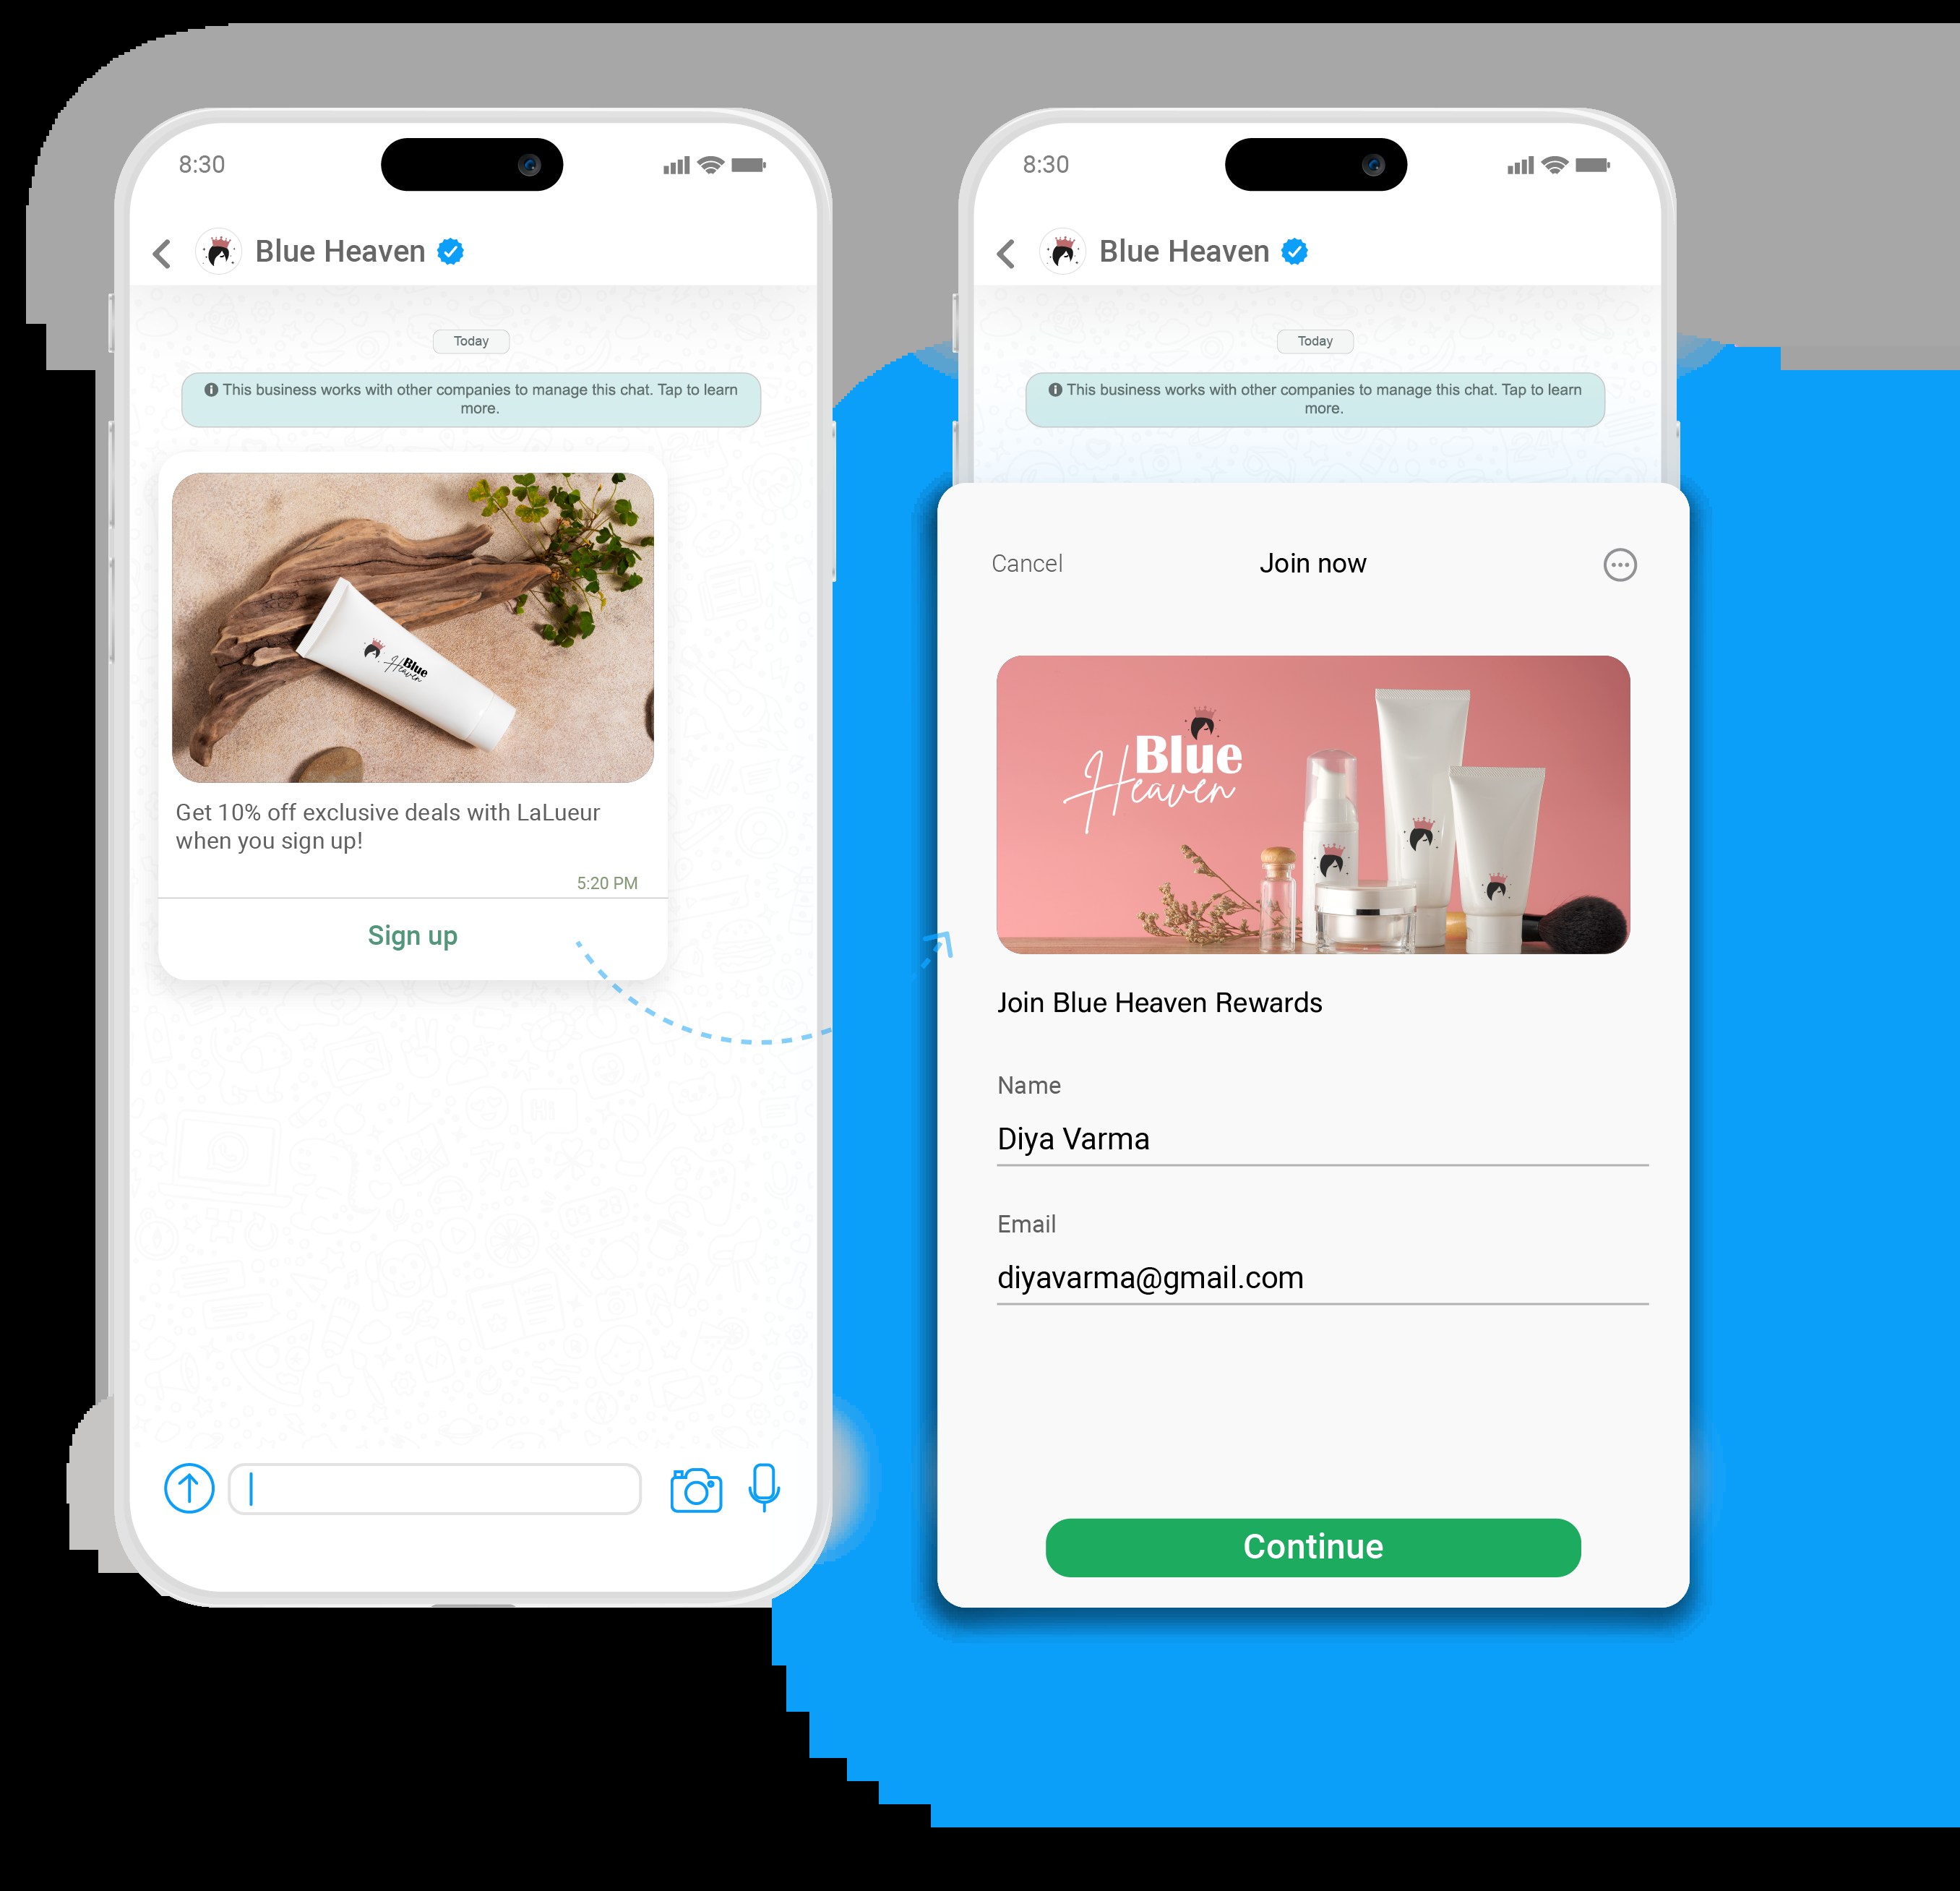 8:30
Blue Heaven
Today
This business works with other companies to manage this chat. Tap to learn
more.
Blue
Heaven
Get 10% off exclusive deals with LaLueur
when you sign up!
5:20 PM
Sign up
8:30
Blue Heaven
Today
This business works with other companies to manage this chat. Tap to learn
more.
Cancel
Join now
Blue
Heaven
Join Blue Heaven Rewards
Name
Diya Varma
Email
diyavarma@gmail.com
Continue